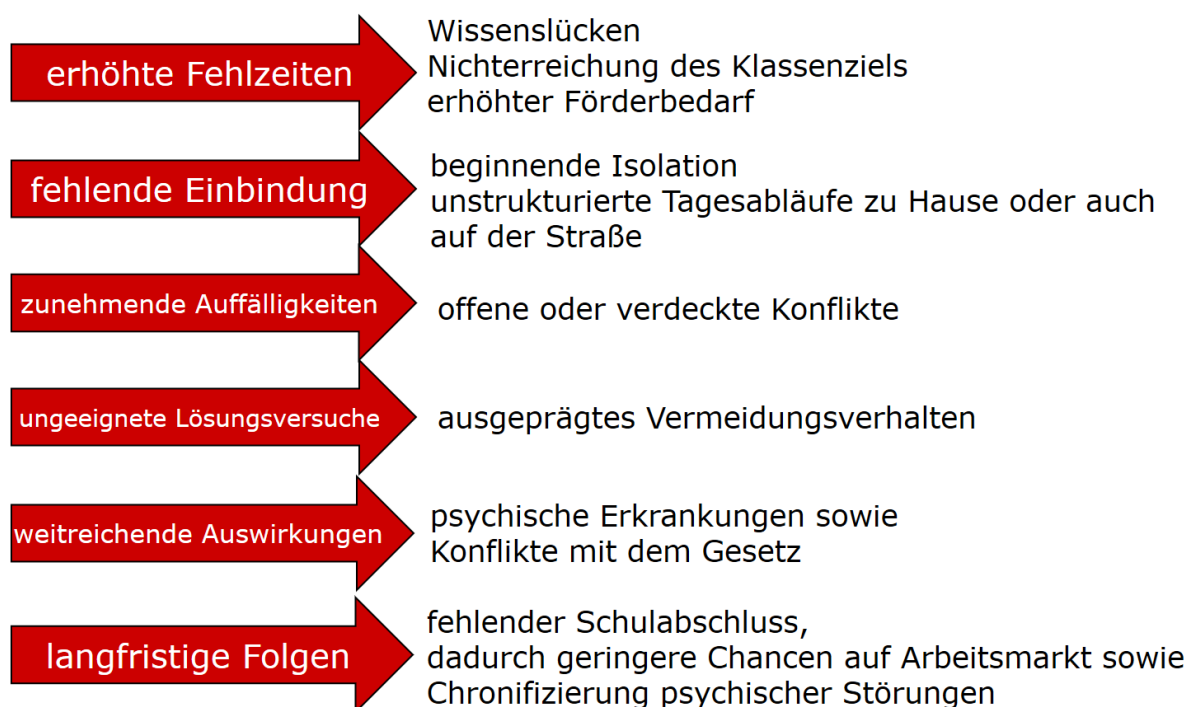 erhöhte Fehlzeiten
Wissenslücken
Nichterreichung des Klassenziels
erhöhter Förderbedarf
fehlende Einbindung
beginnende Isolation
unstrukturierte Tagesabläufe zu Hause oder auch
auf der Straße
zunehmende Auffälligkeiten
offene oder verdeckte Konflikte
ungeeignete Lösungsversuche
ausgeprägtes Vermeidungsverhalten
weitreichende Auswirkungen
psychische Erkrankungen sowie
Konflikte mit dem Gesetz
langfristige Folgen
fehlender Schulabschluss,
dadurch geringere Chancen auf Arbeitsmarkt sowie
Chronifizierung psychischer Störungen